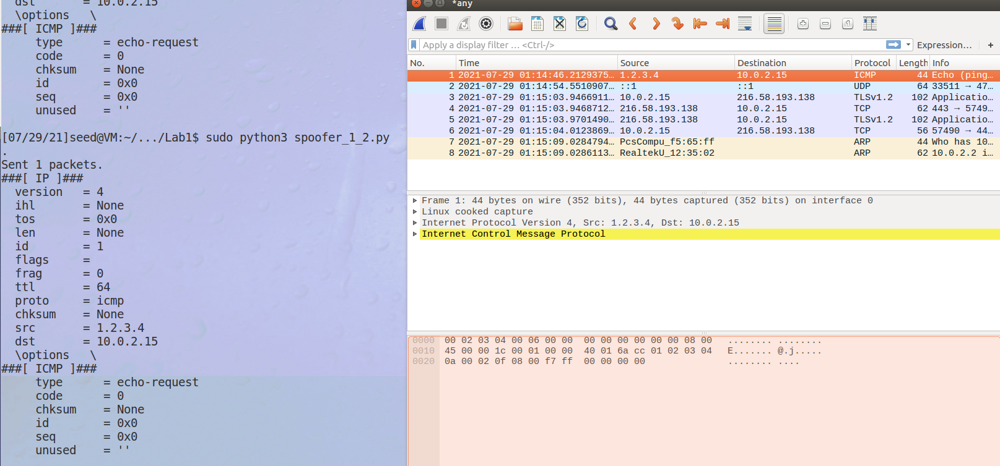 dst = 10.0.2.15
\options \
###[ ICMP ]###
type = echo-request
code = 0
chksum = None
id = 0x0
seq = 0x0
unused = ''
[07/29/21]seed@VM:~/.../Lab1$ sudo python3 spoofer_1_2.py
.
Sent 1 packets.
###[ IP ]###
version = 4
ihl = None
tos = 0x0
len = None
id = 1
flags =
frag = 0
ttl = 64
proto = icmp
chksum = None
src = 1.2.3.4
dst = 10.0.2.15
\options \
###[ ICMP ]###
type = echo-request
code = 0
chksum = None
id = 0x0
seq = 0x0
unused = ''
*any
Apply a display filter … <Ctrl-/> Expression… +
No. Time Source Destination Protocol Length Info
1 2021-07-29 01:14:46.2129375… 1.2.3.4 10.0.2.15 ICMP 44 Echo (ping…
2 2021-07-29 01:14:54.5510907… ::1 ::1 UDP 64 33511 → 47…
3 2021-07-29 01:15:03.9466911… 10.0.2.15 216.58.193.138 TLSv1.2 102 Applicatio…
4 2021-07-29 01:15:03.9468712… 216.58.193.138 10.0.2.15 TCP 62 443 → 5749…
5 2021-07-29 01:15:03.9701490… 216.58.193.138 10.0.2.15 TLSv1.2 102 Applicatio…
6 2021-07-29 01:15:04.0123869… 10.0.2.15 216.58.193.138 TCP 56 57490 → 44…
7 2021-07-29 01:15:09.0284794… PcsCompu_f5:65:ff ARP 44 Who has 10…
8 2021-07-29 01:15:09.0286113… RealtekU_12:35:02 ARP 62 10.0.2.2 i…
Frame 1: 44 bytes on wire (352 bits), 44 bytes captured (352 bits) on interface 0
Linux cooked capture
Internet Protocol Version 4, Src: 1.2.3.4, Dst: 10.0.2.15
Internet Control Message Protocol
0000 00 02 03 04 00 06 00 00 00 00 00 00 00 00 08 00 ........ ........
0010 45 00 00 1c 00 01 00 00 40 01 6a cc 01 02 03 04 E....... @.j.....
0020 0a 00 02 0f 08 00 f7 ff 00 00 00 00 ........ ....